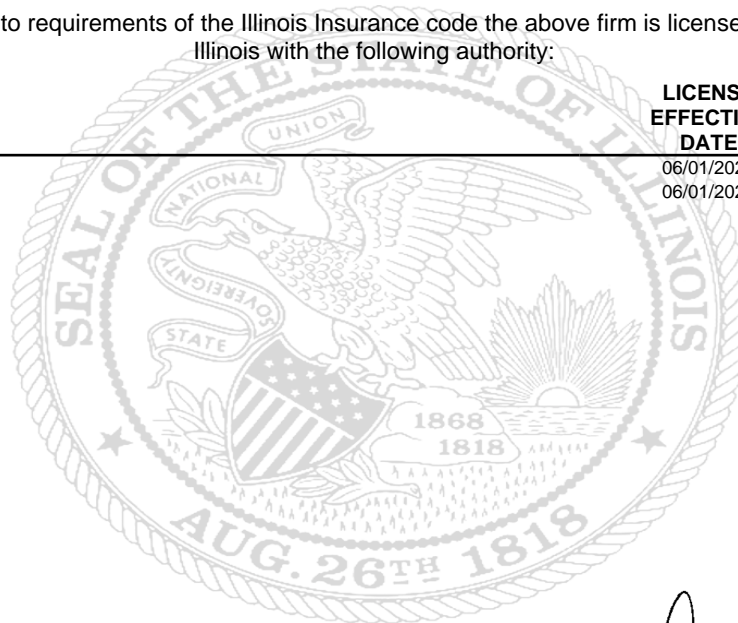 to requirements of the Illinois Insurance code the above firm is license
Illinois with the following authority:
LICENS
EFFECTI
DATE
06/01/202
06/01/202
SEAL OF THE STATE OF ILLINOIS
UNION
NATIONAL
SOVEREIGNTY
STATE
1868
1818
AUG. 26TH 1818